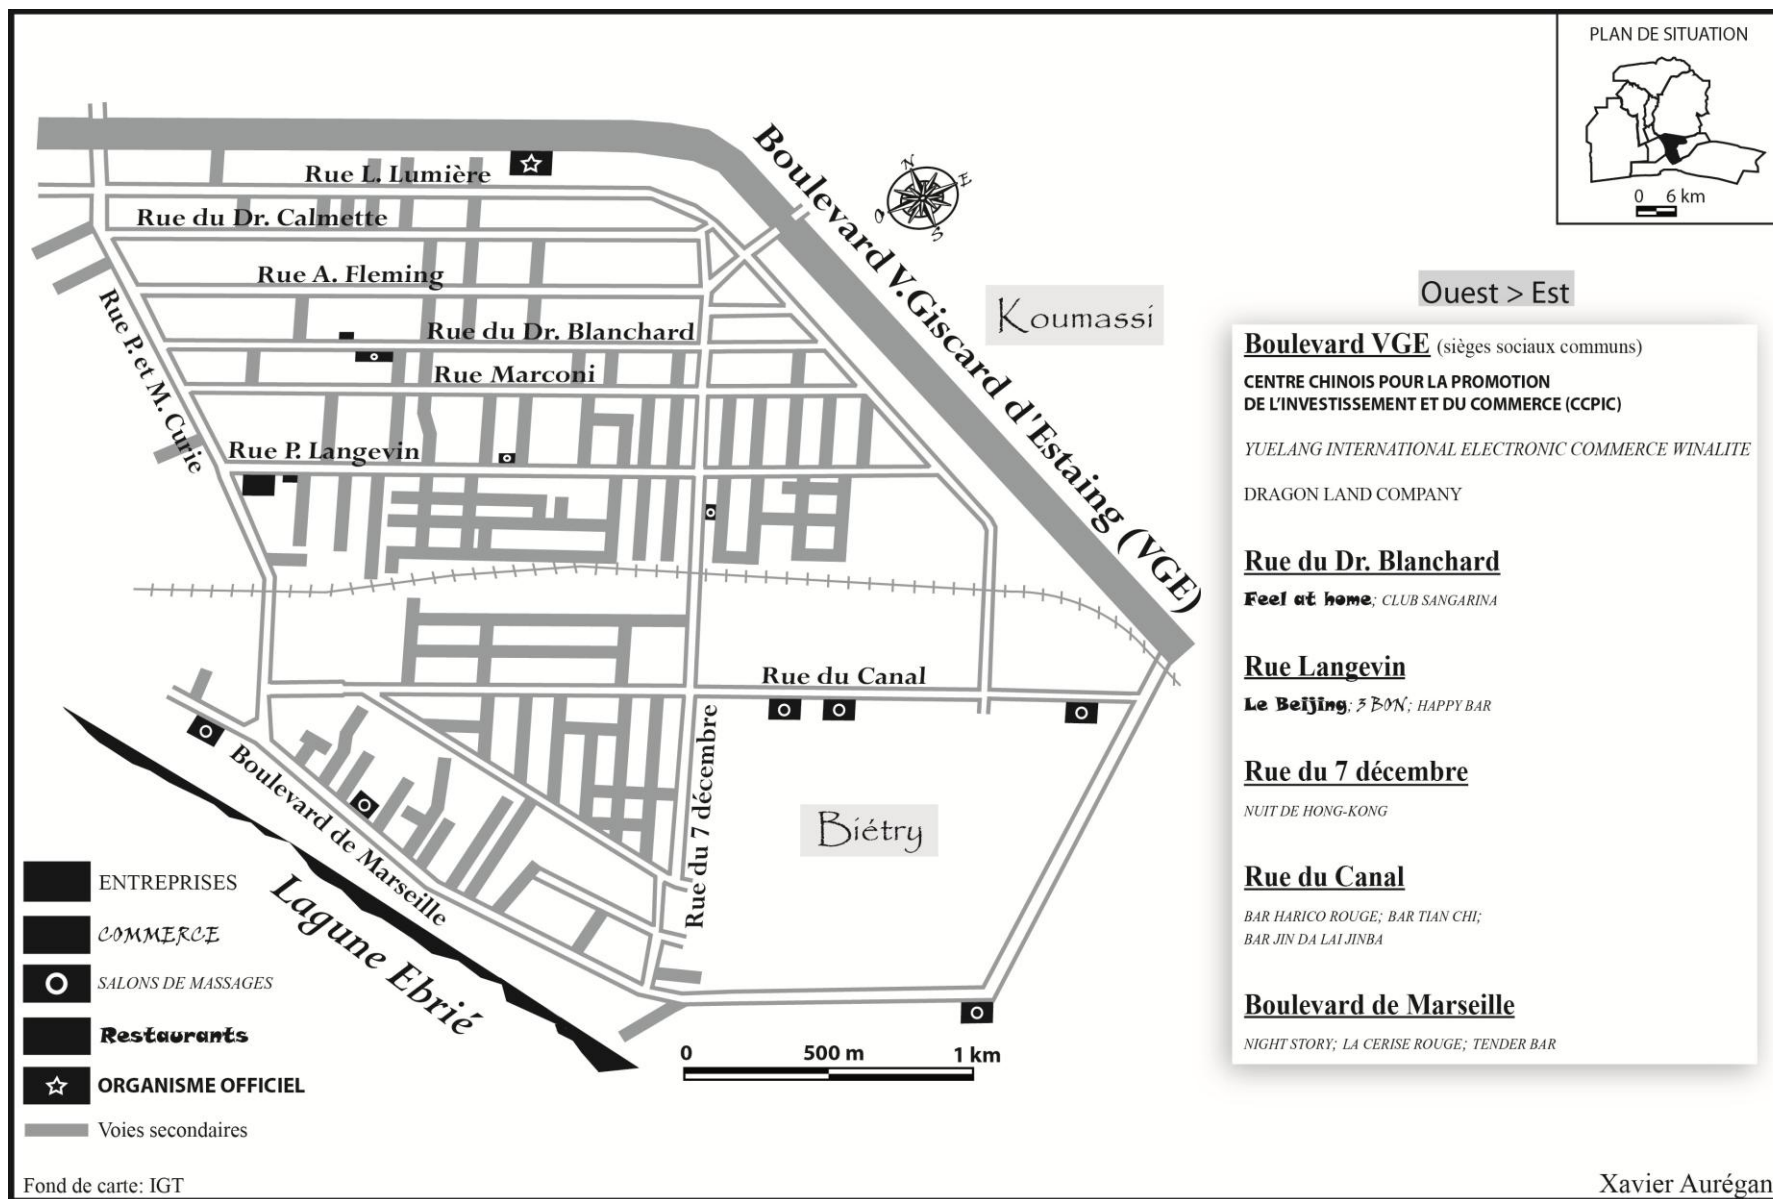 PLAN DE SITUATION
0 6 km
Boulevard V.Giscard d'Estaing (VGE)
N
E
S
O
Rue L. Lumière
Rue du Dr. Calmette
Rue A. Fleming
Rue du Dr. Blanchard
Rue Marconi
Rue P. et M. Curie
Rue P. Langevin
Koumassi
Rue du Canal
Rue du 7 décembre
Biétry
Boulevard de Marseille
Lagune Ebrié
0 500 m 1 km
ENTREPRISES
COMMERCE
SALONS DE MASSAGES
Restaurants
ORGANISME OFFICIEL
Voies secondaires
Ouest > Est
Boulevard VGE (sièges sociaux communs)
CENTRE CHINOIS POUR LA PROMOTION
DE L'INVESTISSEMENT ET DU COMMERCE (CCPIC)
YUELANG INTERNATIONAL ELECTRONIC COMMERCE WINALITE
DRAGON LAND COMPANY
Rue du Dr. Blanchard
Feel at home; CLUB SANGARINA
Rue Langevin
Le Beijing; 3 BON; HAPPY BAR
Rue du 7 décembre
NUIT DE HONG-KONG
Rue du Canal
BAR HARICO ROUGE; BAR TIAN CHI;
BAR JIN DA LAI JINBA
Boulevard de Marseille
NIGHT STORY; LA CERISE ROUGE; TENDER BAR
Fond de carte: IGT
Xavier Aurégan